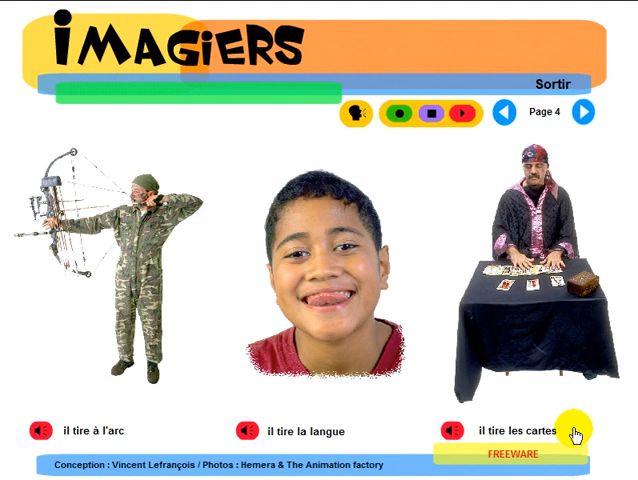 iMAGiERS
Sortir
Page 4
il tire à l'arc
il tire la langue
il tire les cartes
FREEWARE
Conception : Vincent Lefrançois / Photos : Hemera & The Animation factory